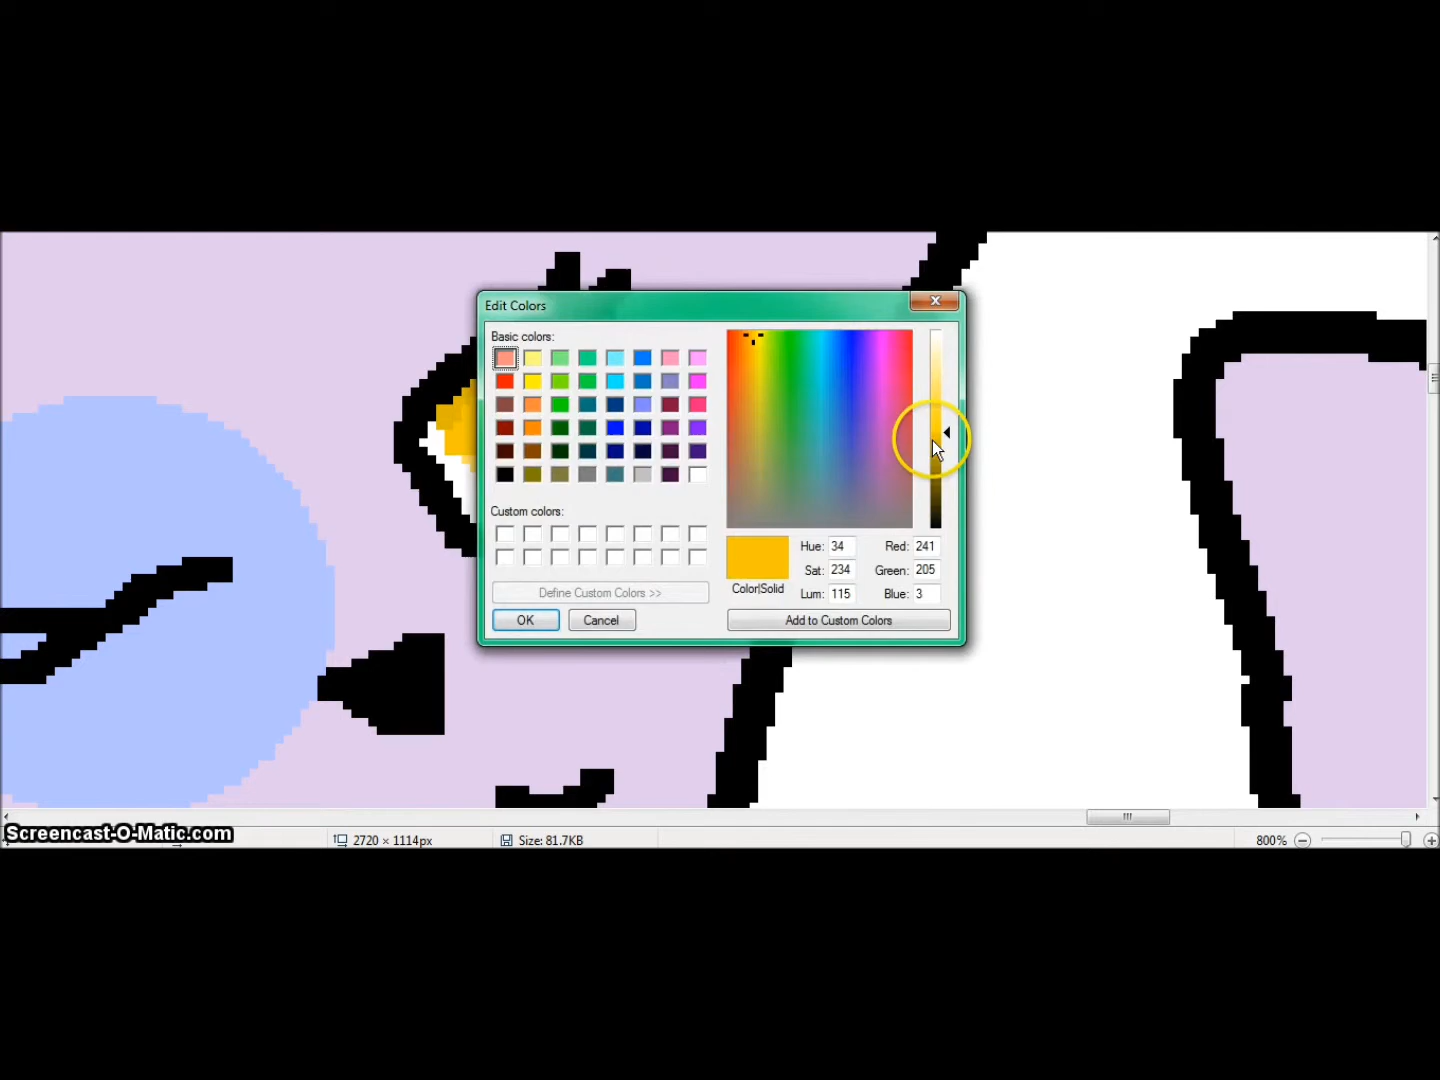 Edit Colors
Basic colors:
Custom colors:
Define Custom Colors >>
OK Cancel
Color|Solid
Hue: 34 Red: 241
Sat: 234 Green: 205
Lum: 115 Blue: 3
Add to Custom Colors
Screencast-O-Matic.com
2720 × 1114px
Size: 81.7KB
800%